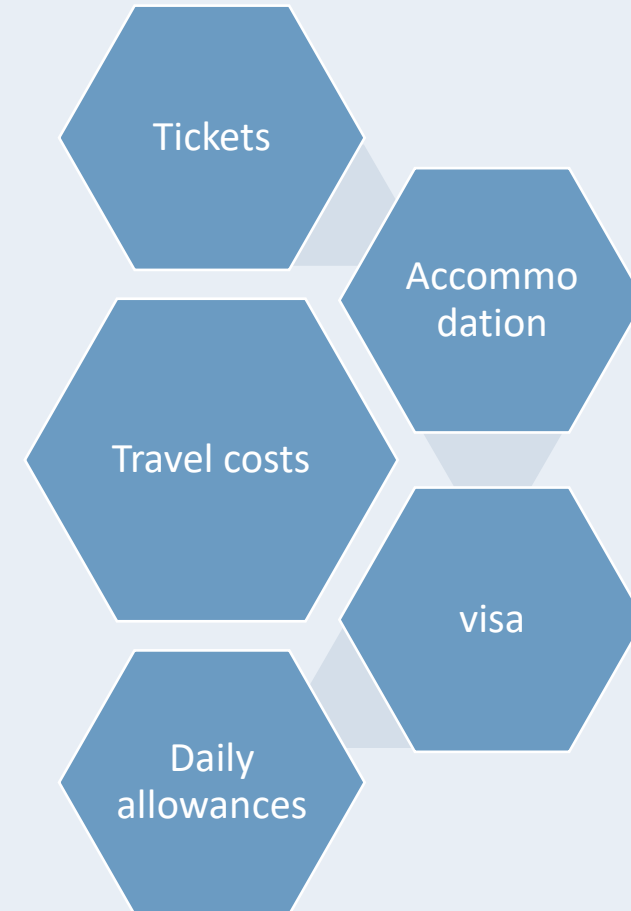 Tickets
Accommo
dation
Travel costs
visa
Daily
allowances